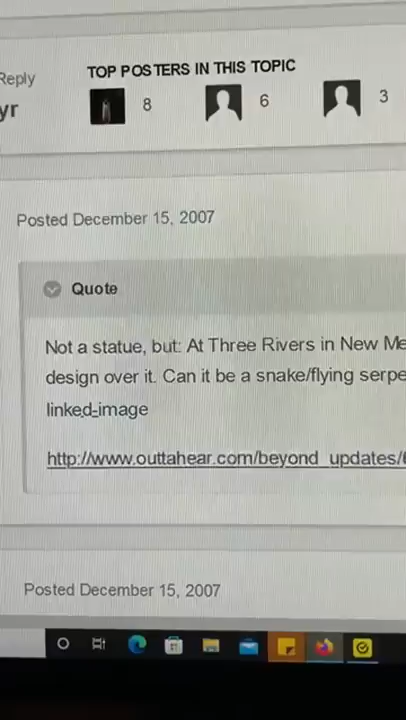 Reply
TOP POSTERS IN THIS TOPIC
yr
8
6
3
Posted December 15, 2007
Quote
Not a statue, but: At Three Rivers in New Me
design over it. Can it be a snake/flying serpe
linked-image
http://www.outtahear.com/beyond_updates/
Posted December 15, 2007